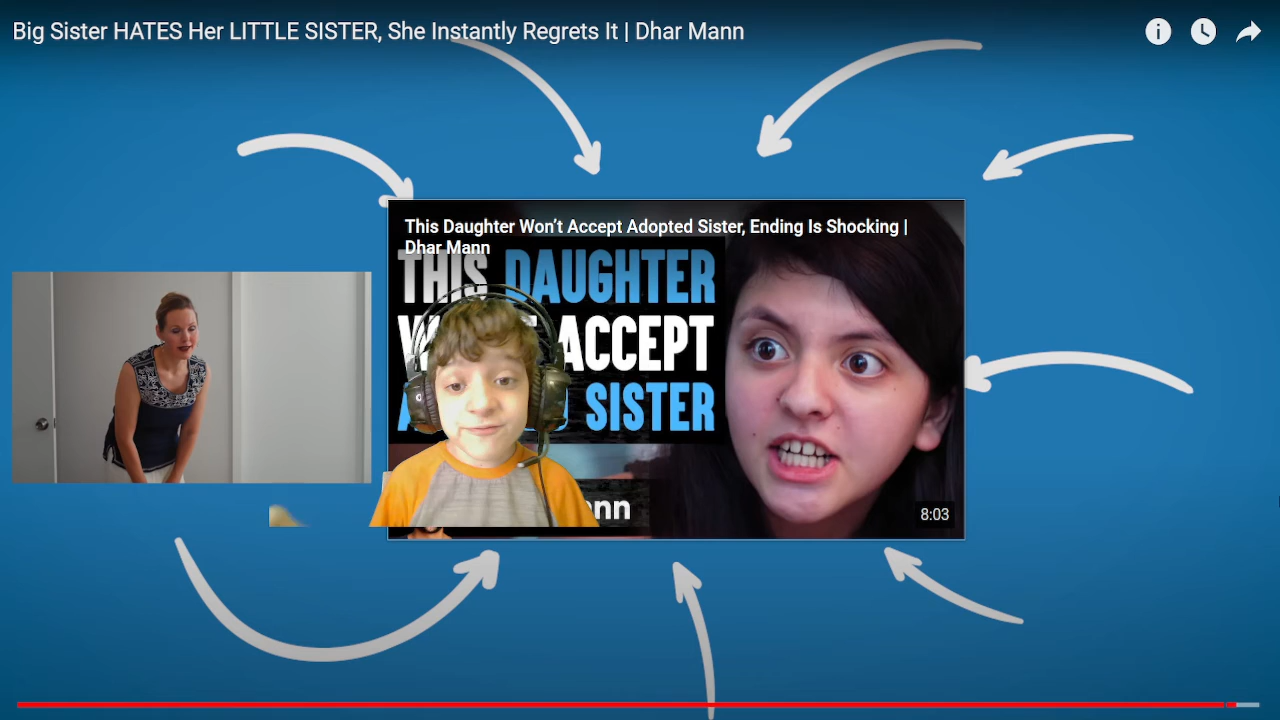 Big Sister HATES Her LITTLE SISTER, She Instantly Regrets It | Dhar Mann
This Daughter Won't Accept Adopted Sister, Ending Is Shocking |
Dhar Mann
THIS DAUGHTER
ACCEPT
SISTER
8:03